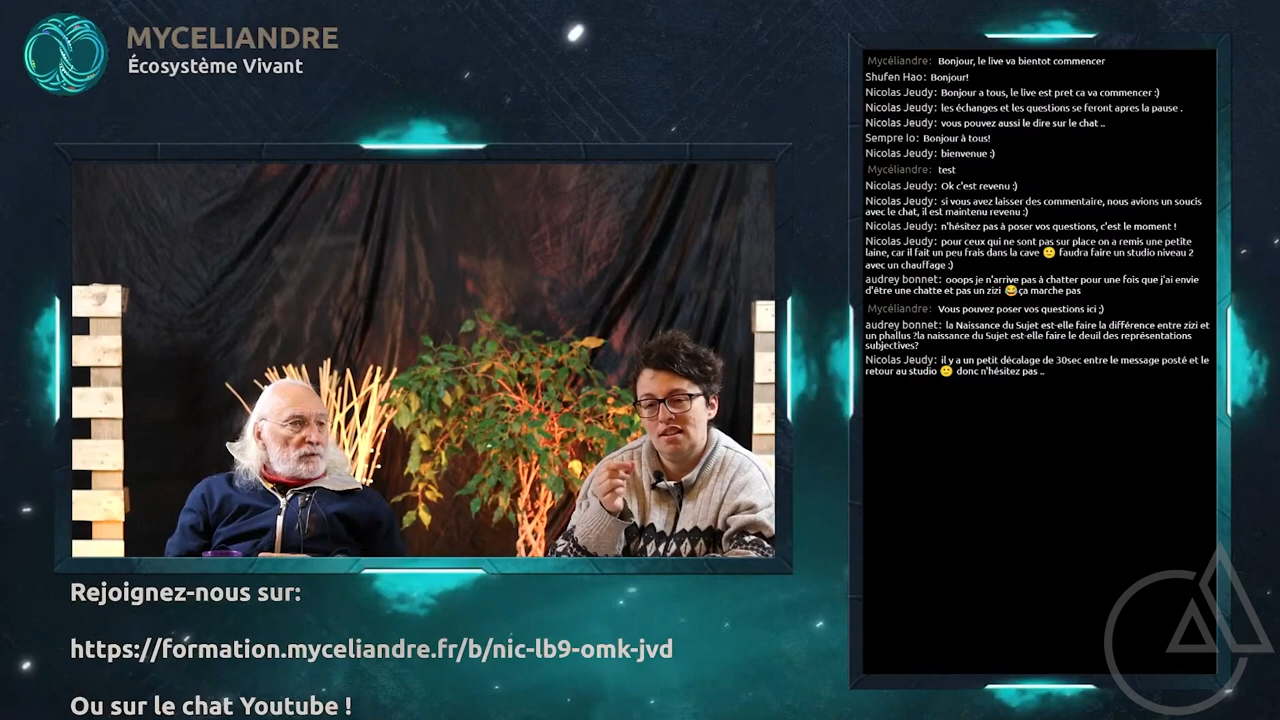 MYCELIANDRE
Écosystème Vivant
Mycéliandre: Bonjour, le live va bientot commencer
Shufen Hao: Bonjour!
Nicolas Jeudy: Bonjour a tous, le live est pret ca va commencer :)
Nicolas Jeudy: les échanges et les questions se feront apres la pause .
Nicolas Jeudy: vous pouvez aussi le dire sur le chat ..
Sempre Io: Bonjour à tous!
Nicolas Jeudy: bienvenue :)
Mycéliandre: test
Nicolas Jeudy: Ok c'est revenu :)
Nicolas Jeudy: si vous avez laisser des commentaire, nous avions un soucis
avec le chat, il est maintenu revenu :)
Nicolas Jeudy: n'hésitez pas à poser vos questions, c'est le moment !
Nicolas Jeudy: pour ceux qui ne sont pas sur place on a remis une petite
laine, car il fait un peu frais dans la cave 🙂 faudra faire un studio niveau 2
avec un chauffage :)
audrey bonnet: ooops je n'arrive pas à chatter pour une fois que j'ai envie
d'être une chatte et pas un zizi 😅ça marche pas
Mycéliandre: Vous pouvez poser vos questions ici ;)
audrey bonnet: la Naissance du Sujet est-elle faire la différence entre zizi et
un phallus ?la naissance du Sujet est-elle faire le deuil des représentations
subjectives?
Nicolas Jeudy: il y a un petit décalage de 30sec entre le message posté et le
retour au studio 🙂 donc n'hésitez pas ..
Rejoignez-nous sur:
https://formation.myceliandre.fr/b/nic-lb9-omk-jvd
Ou sur le chat Youtube !